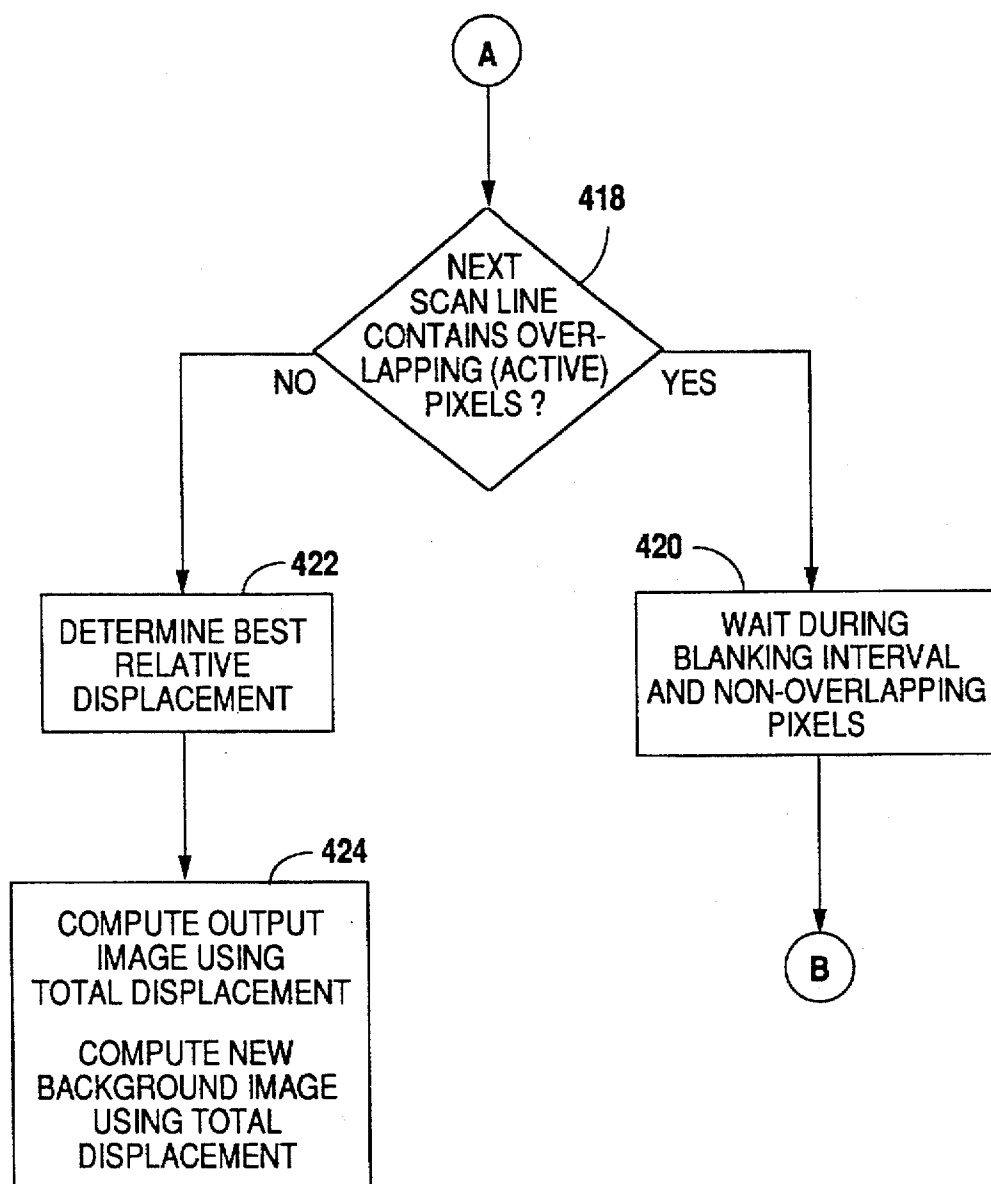 A
418
NEXT
SCAN LINE
CONTAINS OVER-
LAPPING (ACTIVE)
PIXELS ?
NO
YES
422
DETERMINE BEST
RELATIVE
DISPLACEMENT
420
WAIT DURING
BLANKING INTERVAL
AND NON-OVERLAPPING
PIXELS
424
COMPUTE OUTPUT
IMAGE USING
TOTAL DISPLACEMENT
COMPUTE NEW
BACKGROUND IMAGE
USING TOTAL
DISPLACEMENT
B